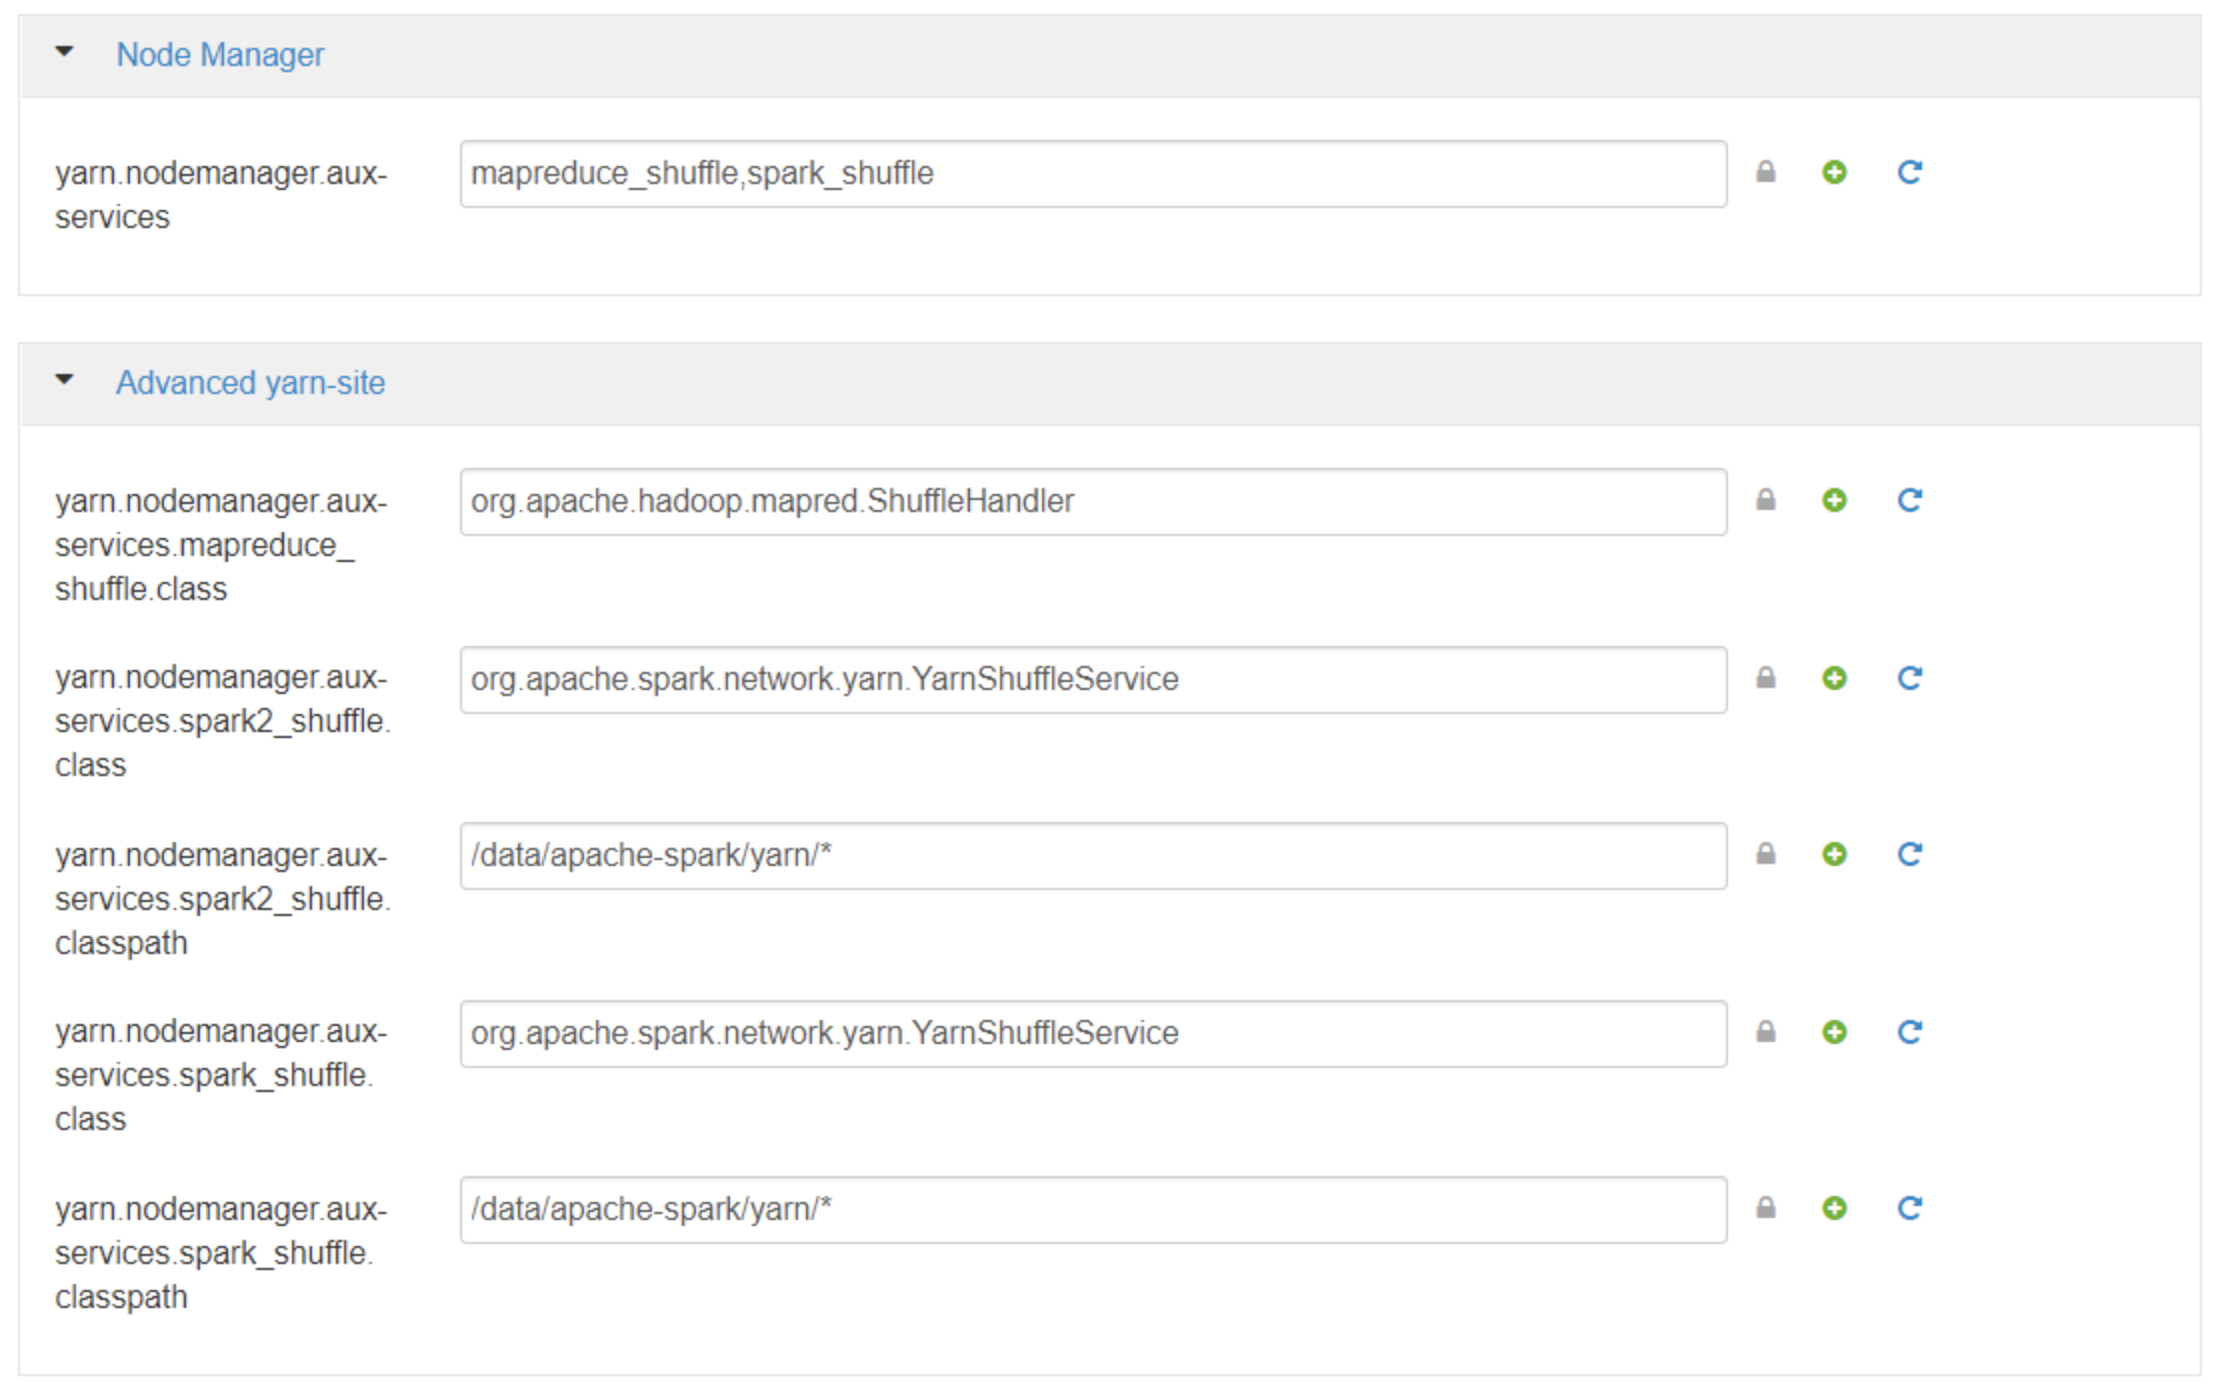 Node Manager
yarn.nodemanager.aux-
services
mapreduce_shuffle,spark_shuffle
Advanced yarn-site
yarn.nodemanager.aux-
services.mapreduce_
shuffle.class
org.apache.hadoop.mapred.ShuffleHandler
yarn.nodemanager.aux-
services.spark2_shuffle.
class
org.apache.spark.network.yarn.YarnShuffleService
yarn.nodemanager.aux-
services.spark2_shuffle.
classpath
/data/apache-spark/yarn/*
yarn.nodemanager.aux-
services.spark_shuffle.
class
org.apache.spark.network.yarn.YarnShuffleService
yarn.nodemanager.aux-
services.spark_shuffle.
classpath
/data/apache-spark/yarn/*